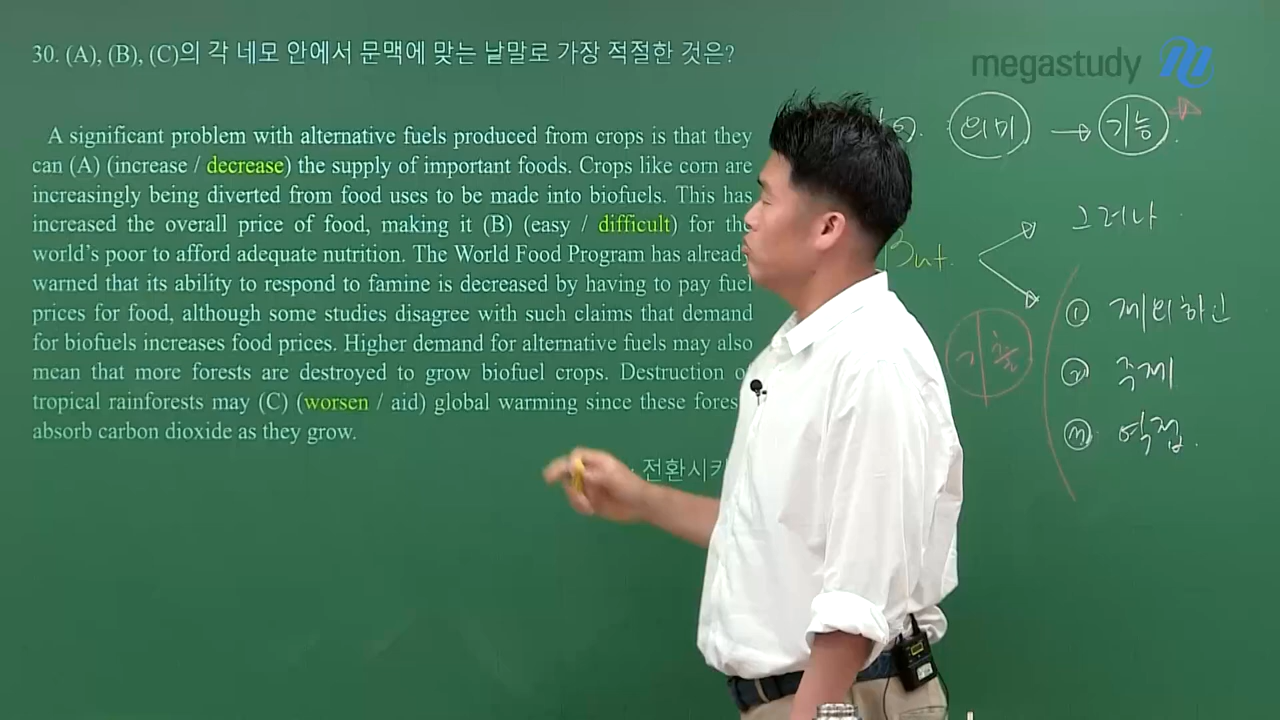 30. (A), (B), (C)의 각 네모 안에서 문맥에 맞는 낱말로 가장 적절한 것은?
megastudy
A significant problem with alternative fuels produced from crops is that they
can (A) (increase / decrease) the supply of important foods. Crops like corn are
increasingly being diverted from food uses to be made into biofuels. This has
increased the overall price of food, making it (B) (easy / difficult) for the
world's poor to afford adequate nutrition. The World Food Program has already
warned that its ability to respond to famine is decreased by having to pay fuel
prices for food, although some studies disagree with such claims that demand
for biofuels increases food prices. Higher demand for alternative fuels may also
mean that more forests are destroyed to grow biofuel crops. Destruction
tropical rainforests may (C) (worsen / aid) global warming since these
absorb carbon dioxide as they grow.
전환시키
의미 → 기능
그러나
But
① 제외하고
② 주제
③ 역접